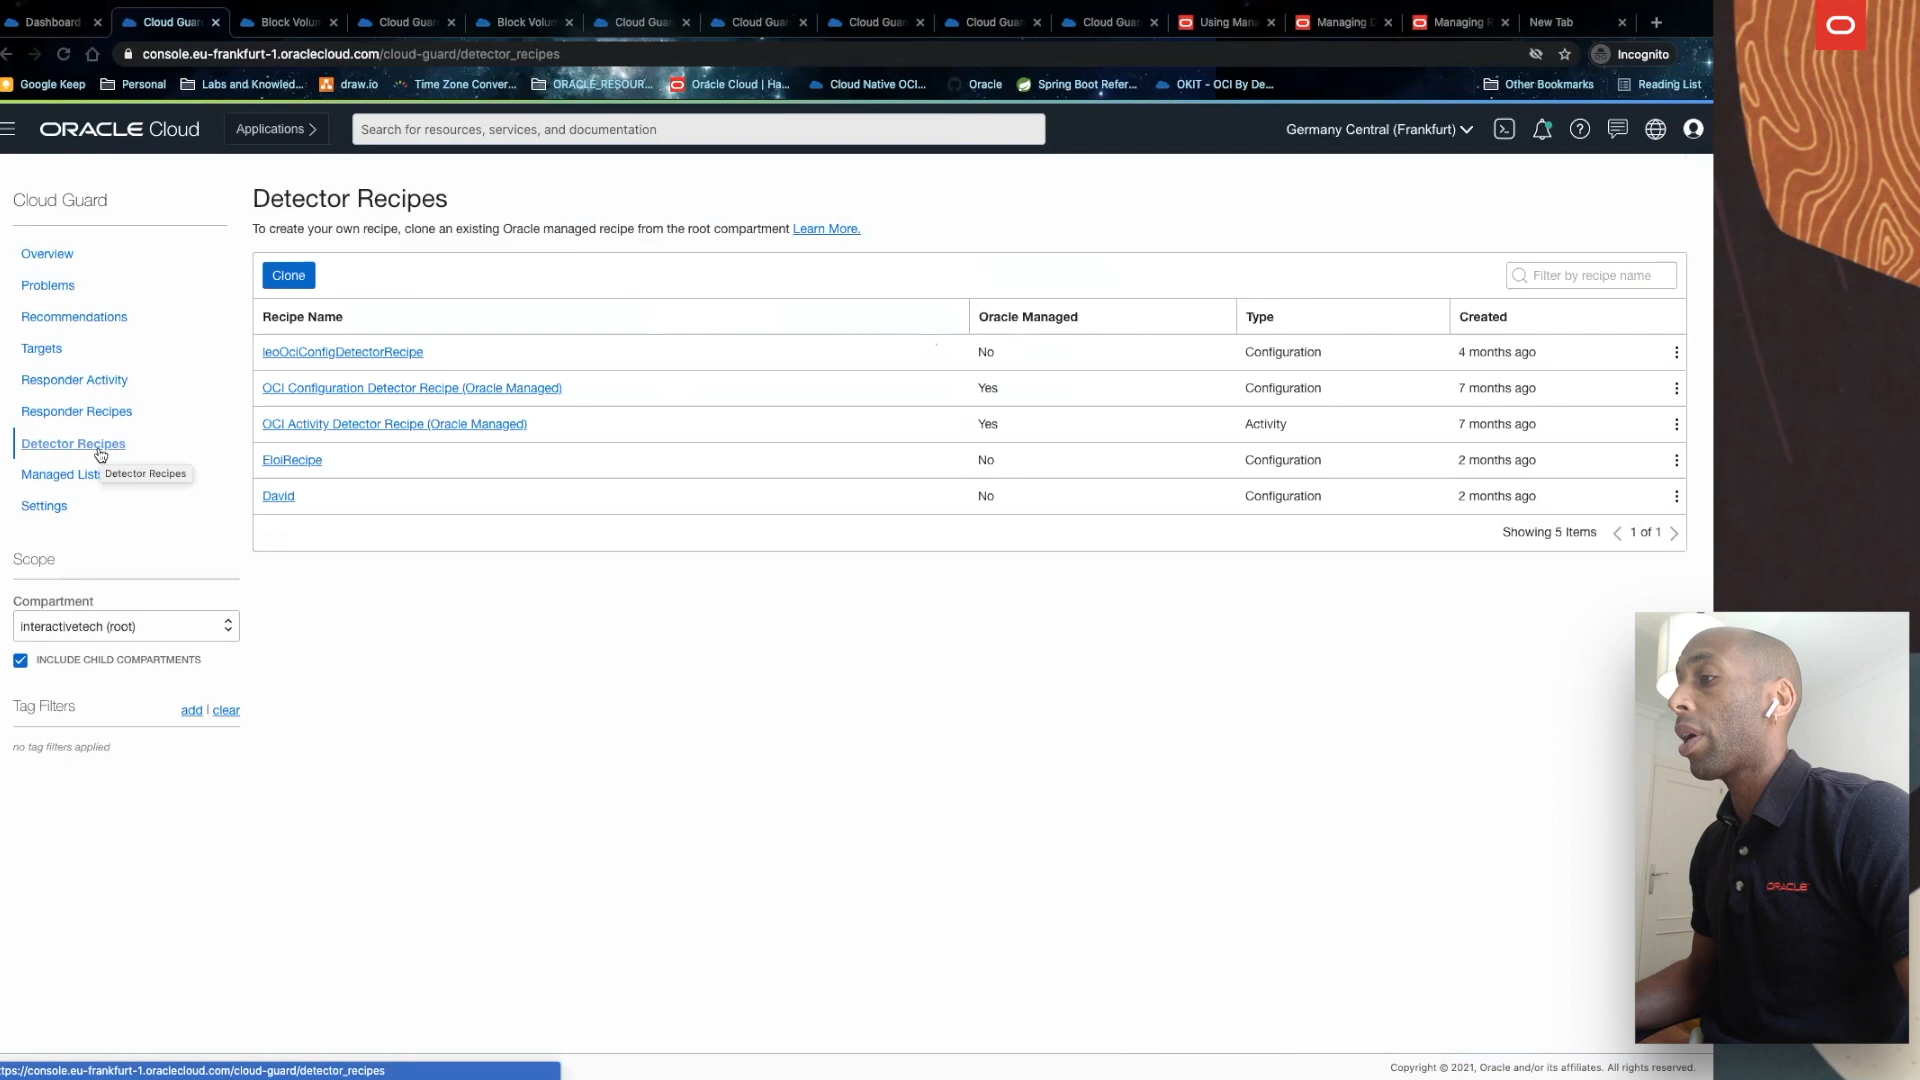 Dashboard
Cloud Guar
Block Volum
Cloud Guar
Block Volum
Cloud Guar
Cloud Guar
Cloud Guar
Cloud Guar
Cloud Guar
Using Mana
Managing D
Managing R
New Tab
console.eu-frankfurt-1.oraclecloud.com/cloud-guard/detector_recipes
Incognito
Google Keep
Personal
Labs and Knowled...
draw.io
Time Zone Conver...
ORACLE_RESOUR...
Oracle Cloud | Ha...
Cloud Native OCI...
Oracle
Spring Boot Refer...
OKIT - OCI By De...
Other Bookmarks
Reading List
ORACLE Cloud
Applications
Search for resources, services, and documentation
Germany Central (Frankfurt)
Cloud Guard
Overview
Problems
Recommendations
Targets
Responder Activity
Responder Recipes
Detector Recipes
Managed Lists
Detector Recipes
Settings
Scope
Compartment
interactivetech (root)
INCLUDE CHILD COMPARTMENTS
Tag Filters
add | clear
no tag filters applied
Detector Recipes
To create your own recipe, clone an existing Oracle managed recipe from the root compartment Learn More.
Clone
Filter by recipe name
Recipe Name Oracle Managed Type Created
leoOciConfigDetectorRecipe No Configuration 4 months ago
OCI Configuration Detector Recipe (Oracle Managed) Yes Configuration 7 months ago
OCI Activity Detector Recipe (Oracle Managed) Yes Activity 7 months ago
EloiRecipe No Configuration 2 months ago
David No Configuration 2 months ago
Showing 5 Items 1 of 1
ORACLE
ttps://console.eu-frankfurt-1.oraclecloud.com/cloud-guard/detector_recipes
Copyright © 2021, Oracle and/or its affiliates. All rights reserved.